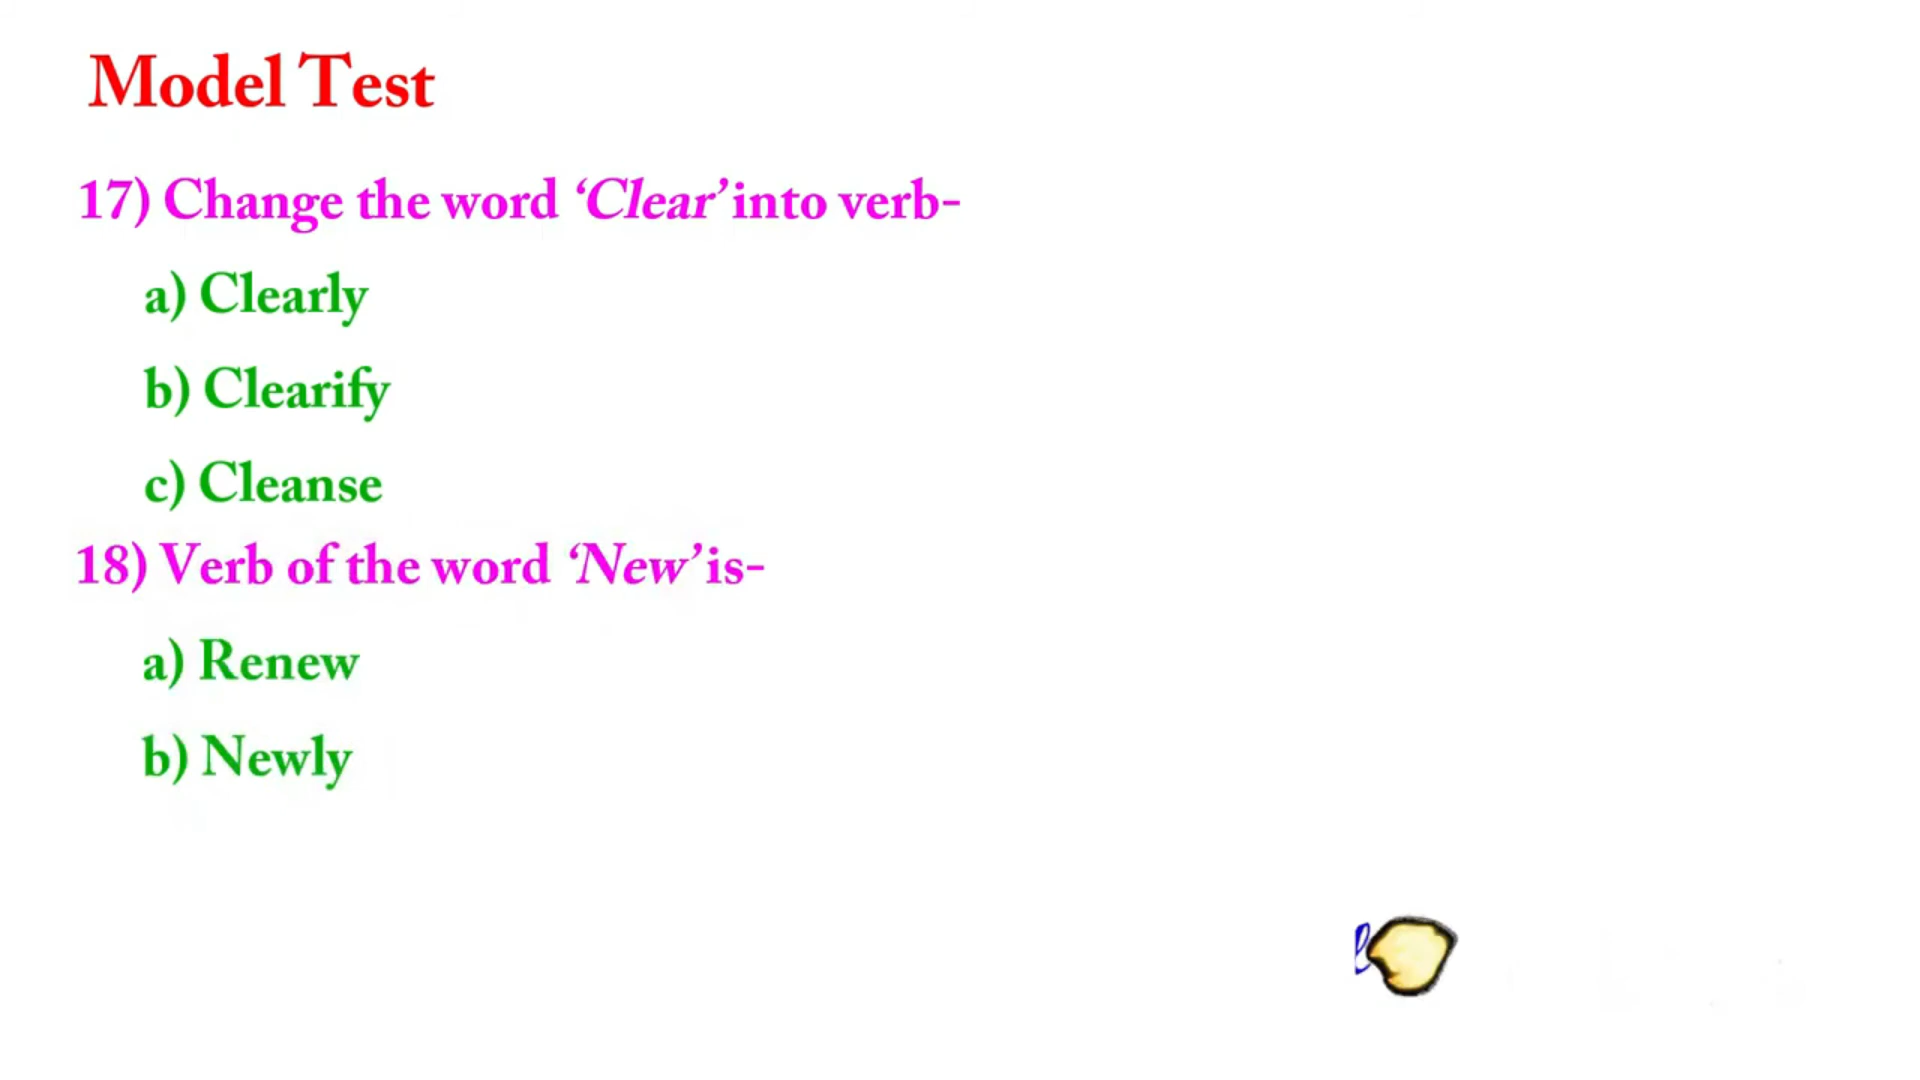 Model Test
17) Change the word ‘Clear’ into verb-
a) Clearly
b) Clearify
c) Cleanse
18) Verb of the word ‘New’ is-
a) Renew
b) Newly